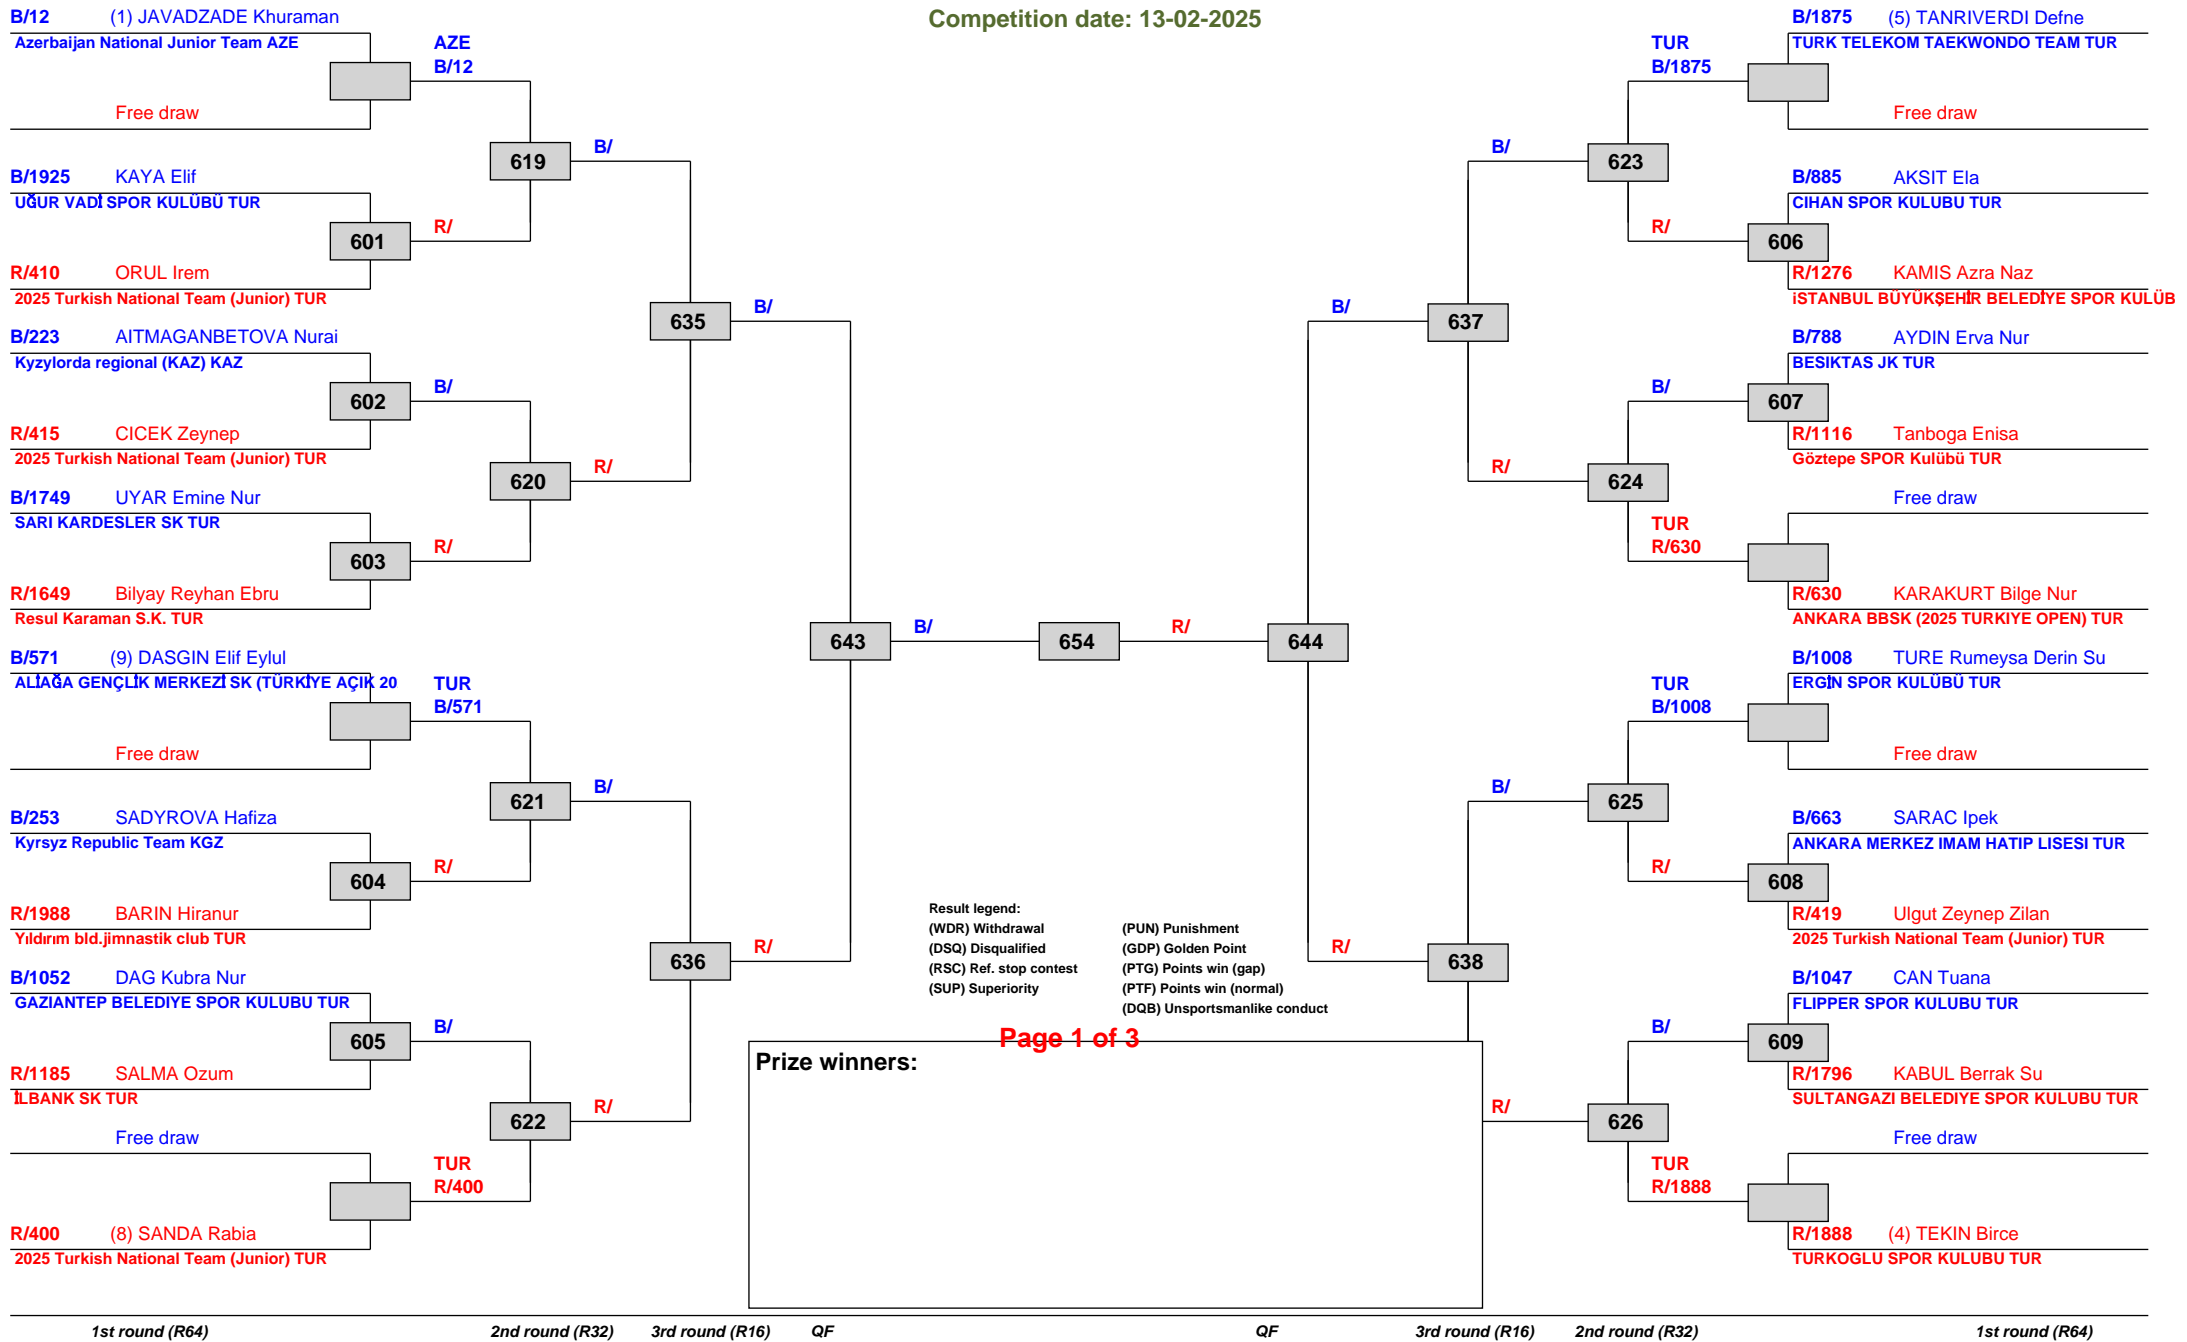 Competition date: 13-02-2025
B/12 (1) JAVADZADE Khuraman
Azerbaijan National Junior Team AZE
AZE
B/12
Free draw
619
B/
B/1925 KAYA Elif
UĞUR VADİ SPOR KULÜBÜ TUR
601
R/
R/410 ORUL Irem
2025 Turkish National Team (Junior) TUR
635
B/
B/223 AITMAGANBETOVA Nurai
Kyzylorda regional (KAZ) KAZ
602
B/
R/415 CICEK Zeynep
2025 Turkish National Team (Junior) TUR
620
R/
B/1749 UYAR Emine Nur
SARI KARDESLER SK TUR
603
R/
R/1649 Bilyay Reyhan Ebru
Resul Karaman S.K. TUR
643
B/
654
R/
644
B/571 (9) DASGIN Elif Eylul
ALİAĞA GENÇLİK MERKEZİ SK (TÜRKİYE AÇIK 20
TUR
B/571
Free draw
621
B/
B/253 SADYROVA Hafiza
Kyrsyz Republic Team KGZ
604
R/
R/1988 BARIN Hiranur
Yıldırım bld.jimnastik club TUR
636
R/
B/1052 DAG Kubra Nur
GAZIANTEP BELEDIYE SPOR KULUBU TUR
605
B/
R/1185 SALMA Ozum
İLBANK SK TUR
622
R/
Free draw
TUR
R/400
R/400 (8) SANDA Rabia
2025 Turkish National Team (Junior) TUR
B/1875 (5) TANRIVERDI Defne
TURK TELEKOM TAEKWONDO TEAM TUR
TUR
B/1875
Free draw
B/
623
B/885 AKSIT Ela
CIHAN SPOR KULUBU TUR
R/
606
R/1276 KAMIS Azra Naz
iSTANBUL BÜYÜKŞEHİR BELEDİYE SPOR KULÜB
B/
637
B/788 AYDIN Erva Nur
BESIKTAS JK TUR
B/
607
R/1116 Tanboga Enisa
Göztepe SPOR Kulübü TUR
R/
624
Free draw
TUR
R/630
R/630 KARAKURT Bilge Nur
ANKARA BBSK (2025 TURKIYE OPEN) TUR
B/1008 TURE Rumeysa Derin Su
ERGİN SPOR KULÜBÜ TUR
TUR
B/1008
Free draw
B/
625
B/663 SARAC Ipek
ANKARA MERKEZ IMAM HATIP LISESI TUR
R/
608
R/419 Ulgut Zeynep Zilan
2025 Turkish National Team (Junior) TUR
R/
638
B/1047 CAN Tuana
FLIPPER SPOR KULUBU TUR
B/
609
R/1796 KABUL Berrak Su
SULTANGAZI BELEDIYE SPOR KULUBU TUR
R/
626
Free draw
TUR
R/1888
R/1888 (4) TEKIN Birce
TURKOGLU SPOR KULUBU TUR
Result legend:
(WDR) Withdrawal (PUN) Punishment
(DSQ) Disqualified (GDP) Golden Point
(RSC) Ref. stop contest (PTG) Points win (gap)
(SUP) Superiority (PTF) Points win (normal)
(DQB) Unsportsmanlike conduct
Page 1 of 3
Prize winners:
1st round (R64) 2nd round (R32) 3rd round (R16) QF QF 3rd round (R16) 2nd round (R32) 1st round (R64)